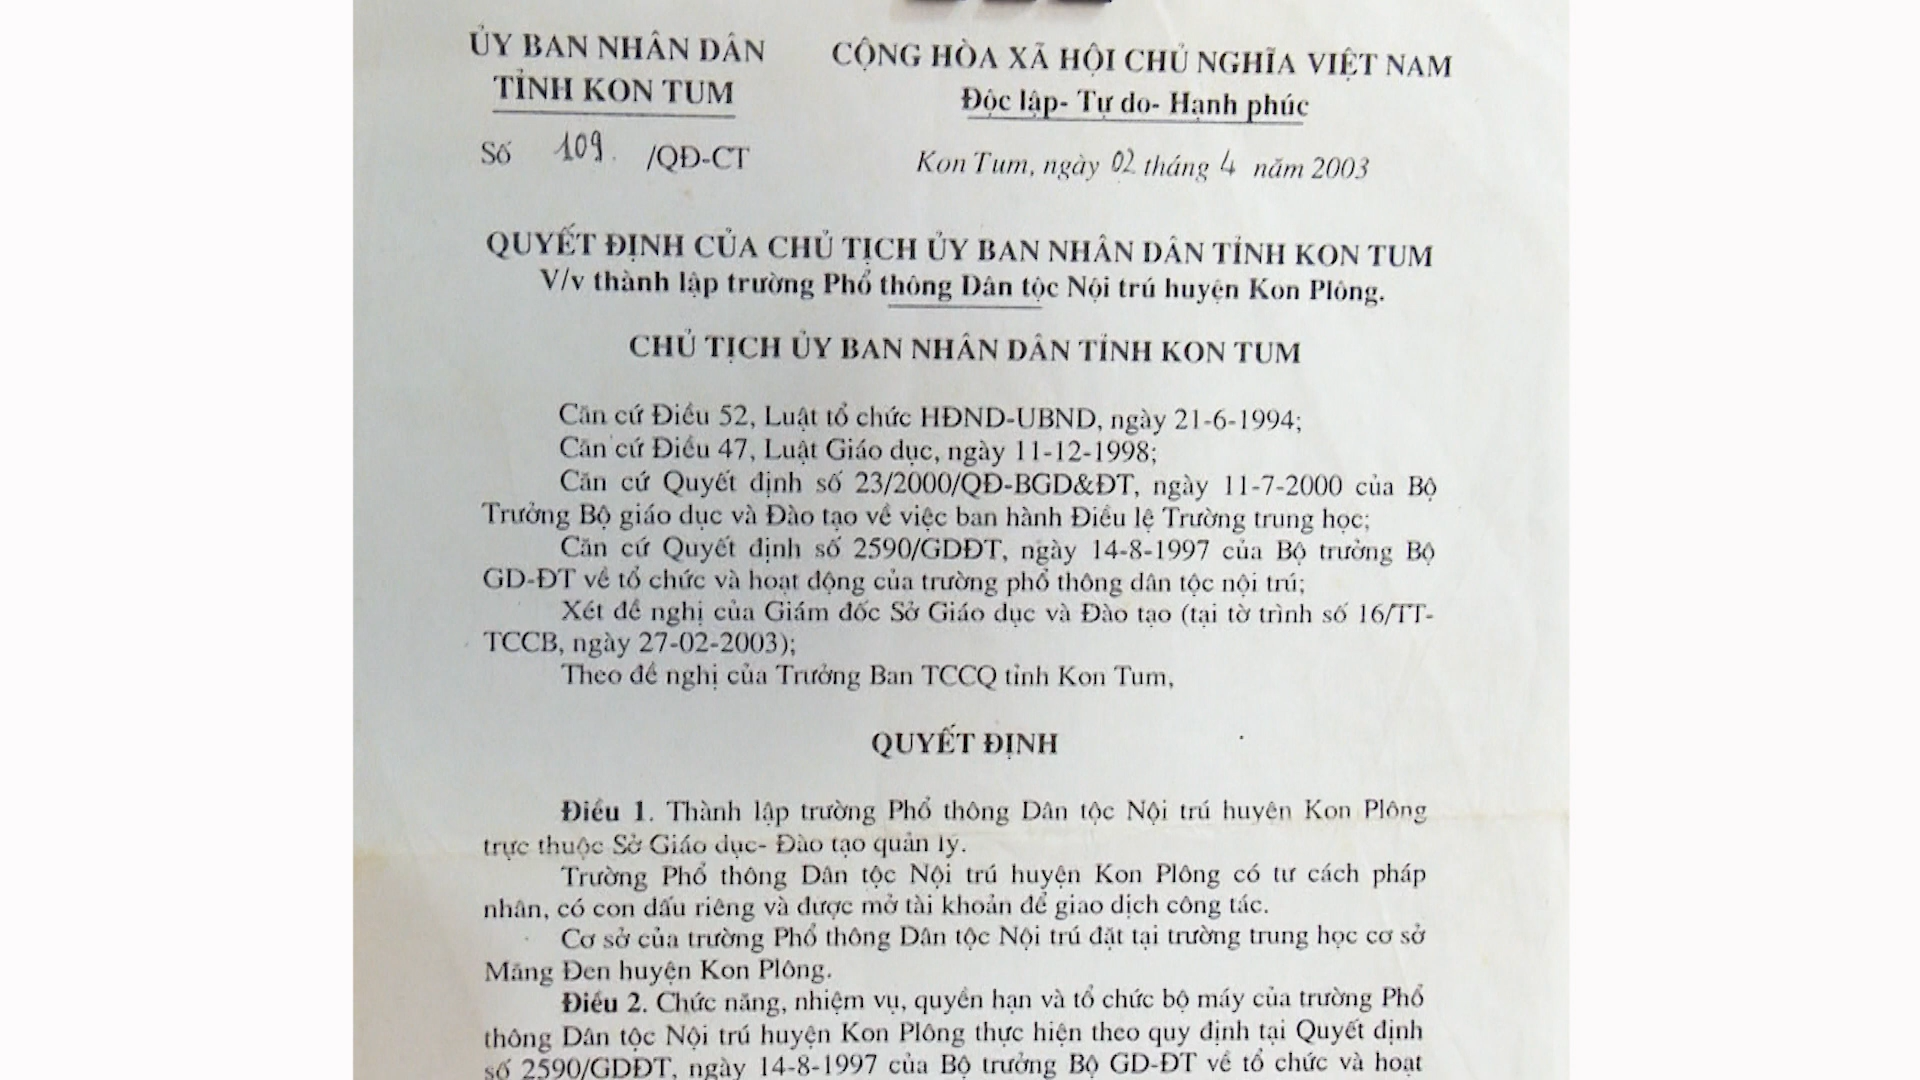 ỦY BAN NHÂN DÂN
TỈNH KON TUM
Số 109 /QĐ-CT
CỘNG HÒA XÃ HỘI CHỦ NGHĨA VIỆT NAM
Độc lập- Tự do- Hạnh phúc
Kon Tum, ngày 02 tháng 4 năm 2003
QUYẾT ĐỊNH CỦA CHỦ TỊCH ỦY BAN NHÂN DÂN TỈNH KON TUM
V/v thành lập trường Phổ thông Dân tộc Nội trú huyện Kon Plông.
CHỦ TỊCH ỦY BAN NHÂN DÂN TỈNH KON TUM
Căn cứ Điều 52, Luật tổ chức HĐND-UBND, ngày 21-6-1994;
Căn cứ Điều 47, Luật Giáo dục, ngày 11-12-1998;
Căn cứ Quyết định số 23/2000/QĐ-BGD&ĐT, ngày 11-7-2000 của Bộ
Trưởng Bộ giáo dục và Đào tạo về việc ban hành Điều lệ Trường trung học;
Căn cứ Quyết định số 2590/GDĐT, ngày 14-8-1997 của Bộ trưởng Bộ
GD-ĐT về tổ chức và hoạt động của trường phổ thông dân tộc nội trú;
Xét đề nghị của Giám đốc Sở Giáo dục và Đào tạo (tại tờ trình số 16/TT-
TCCB, ngày 27-02-2003);
Theo đề nghị của Trưởng Ban TCCQ tỉnh Kon Tum,
QUYẾT ĐỊNH
Điều 1. Thành lập trường Phổ thông Dân tộc Nội trú huyện Kon Plông
trực thuộc Sở Giáo dục- Đào tạo quản lý.
Trường Phổ thông Dân tộc Nội trú huyện Kon Plông có tư cách pháp
nhân, có con dấu riêng và được mở tài khoản để giao dịch công tác.
Cơ sở của trường Phổ thông Dân tộc Nội trú đặt tại trường trung học cơ sở
Măng Đen huyện Kon Plông.
Điều 2. Chức năng, nhiệm vụ, quyền hạn và tổ chức bộ máy của trường Phổ
thông Dân tộc Nội trú huyện Kon Plông thực hiện theo quy định tại Quyết định
số 2590/GDĐT, ngày 14-8-1997 của Bộ trưởng Bộ GD-ĐT về tổ chức và hoạt